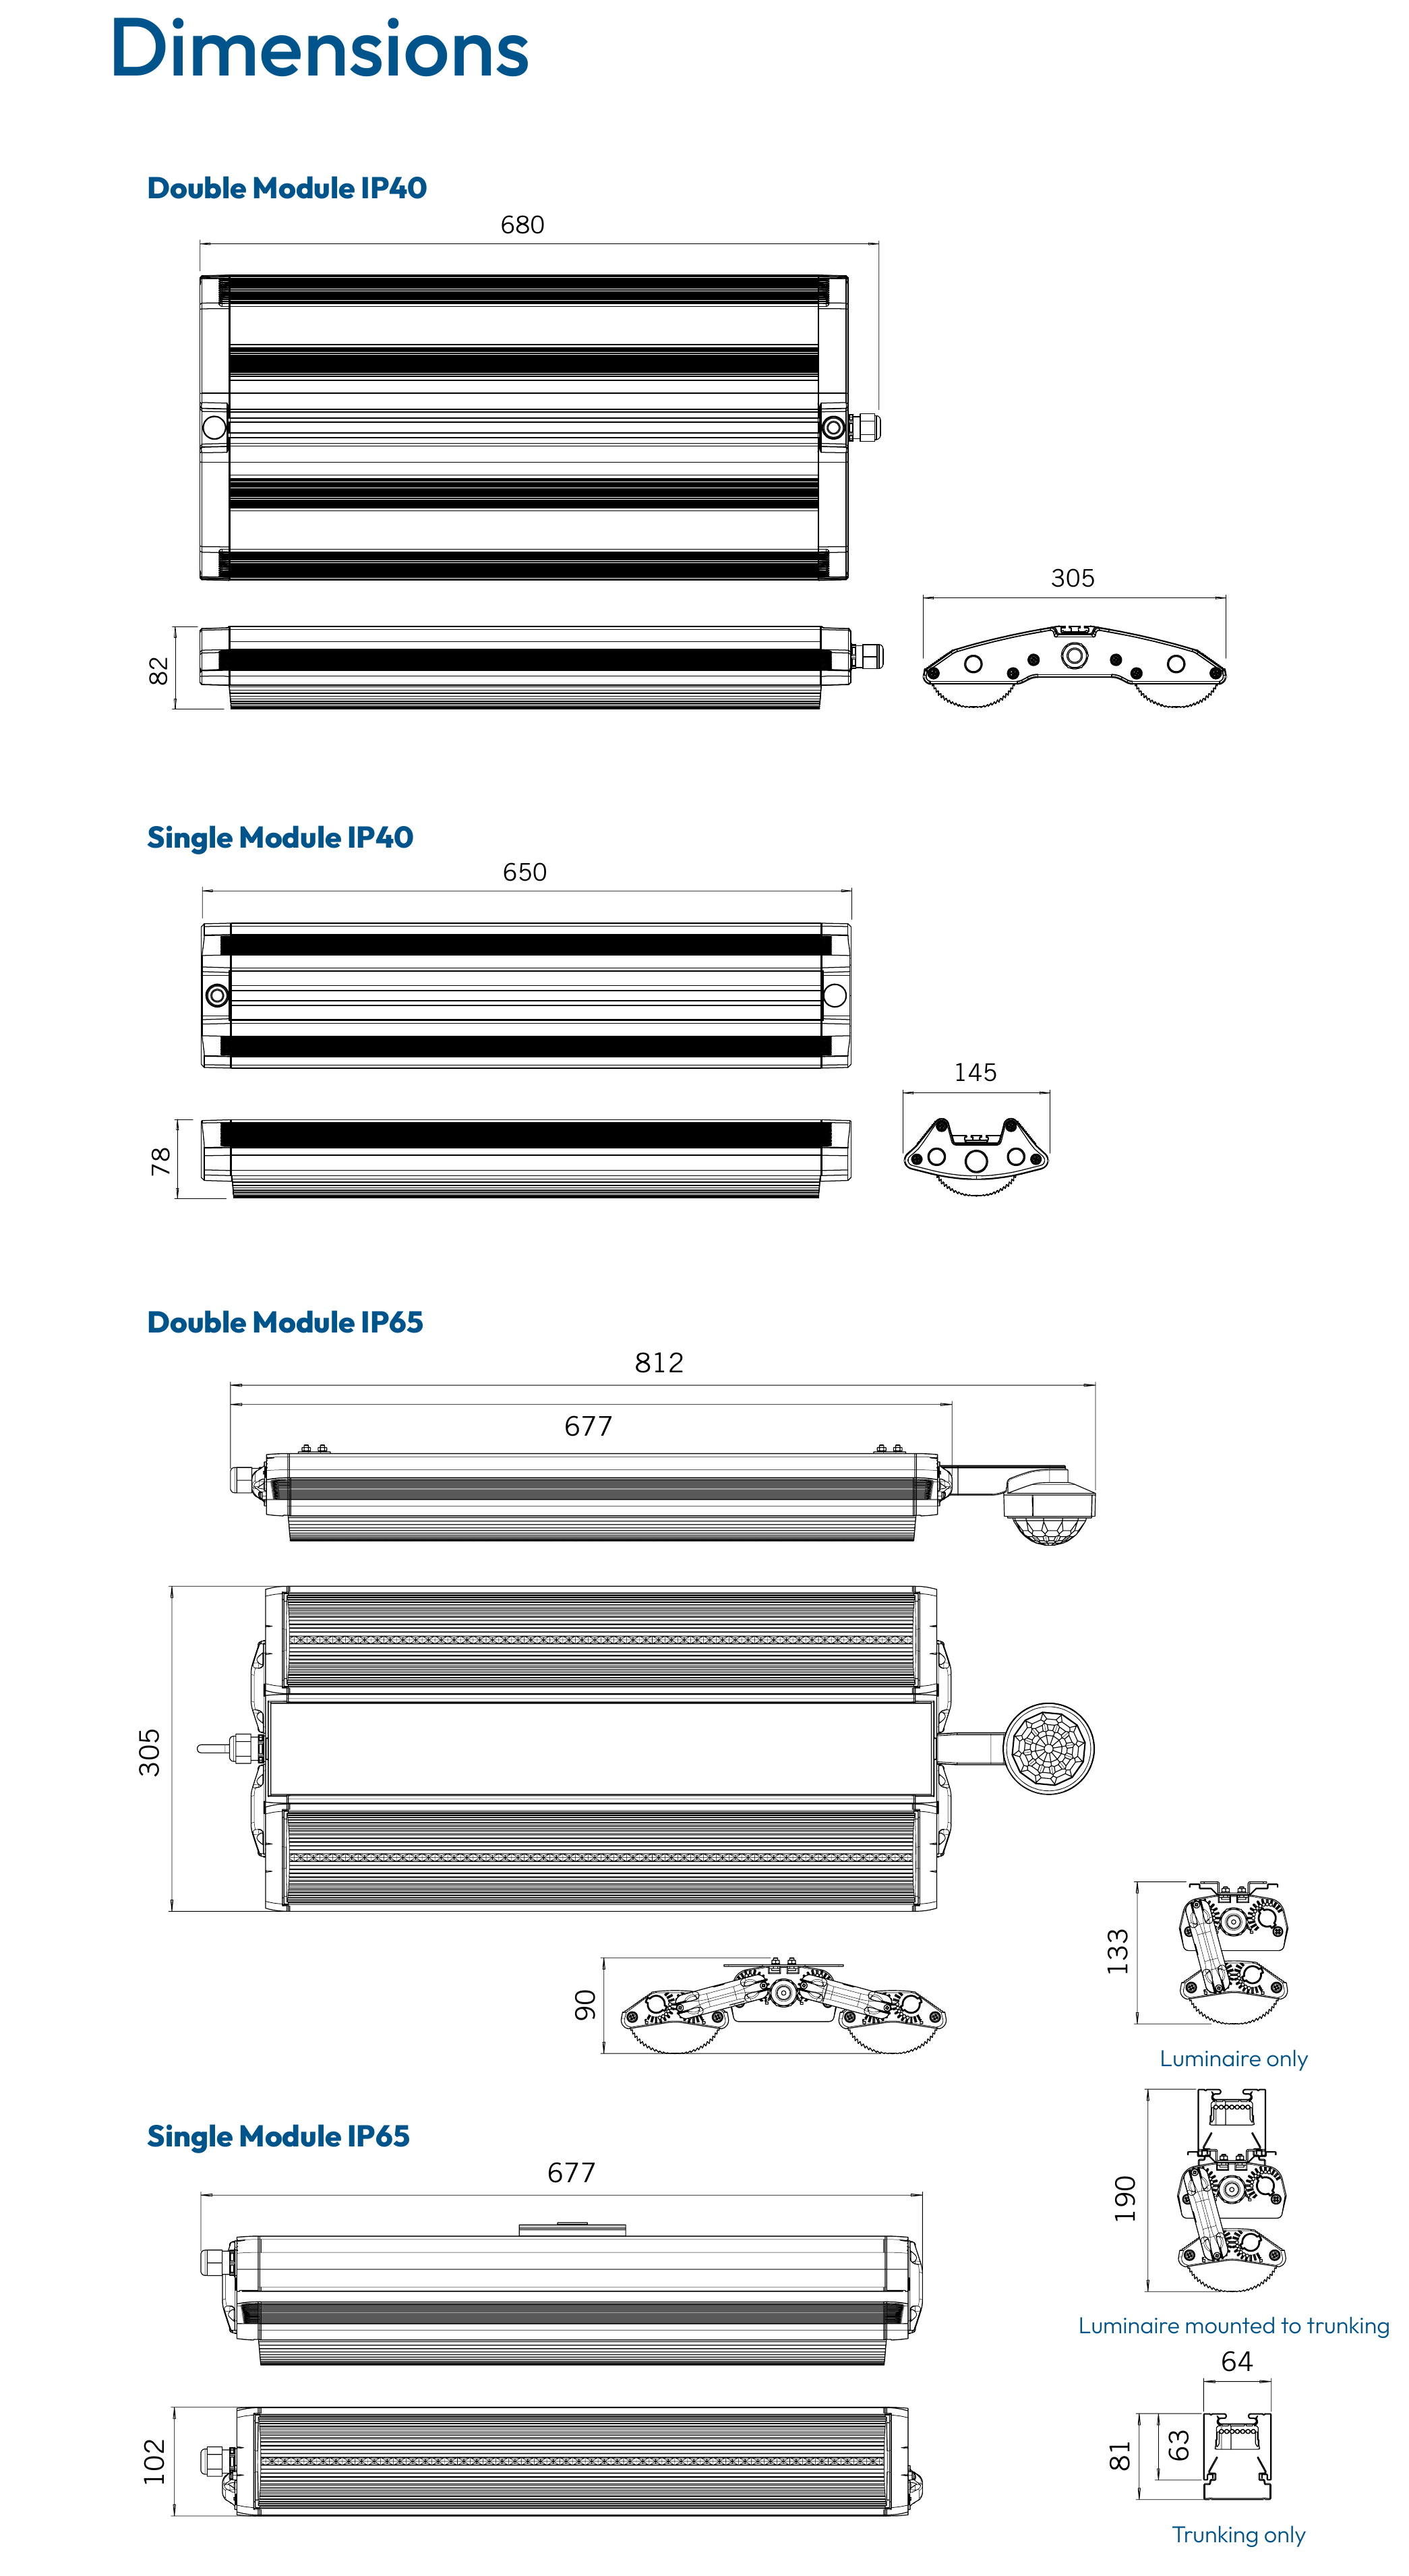 Dimensions
Double Module IP40
680
305
82
Single Module IP40
650
145
78
Double Module IP65
812
677
305
133
90
Luminaire only
Single Module IP65
677
190
Luminaire mounted to trunking
64
102
81
63
Trunking only